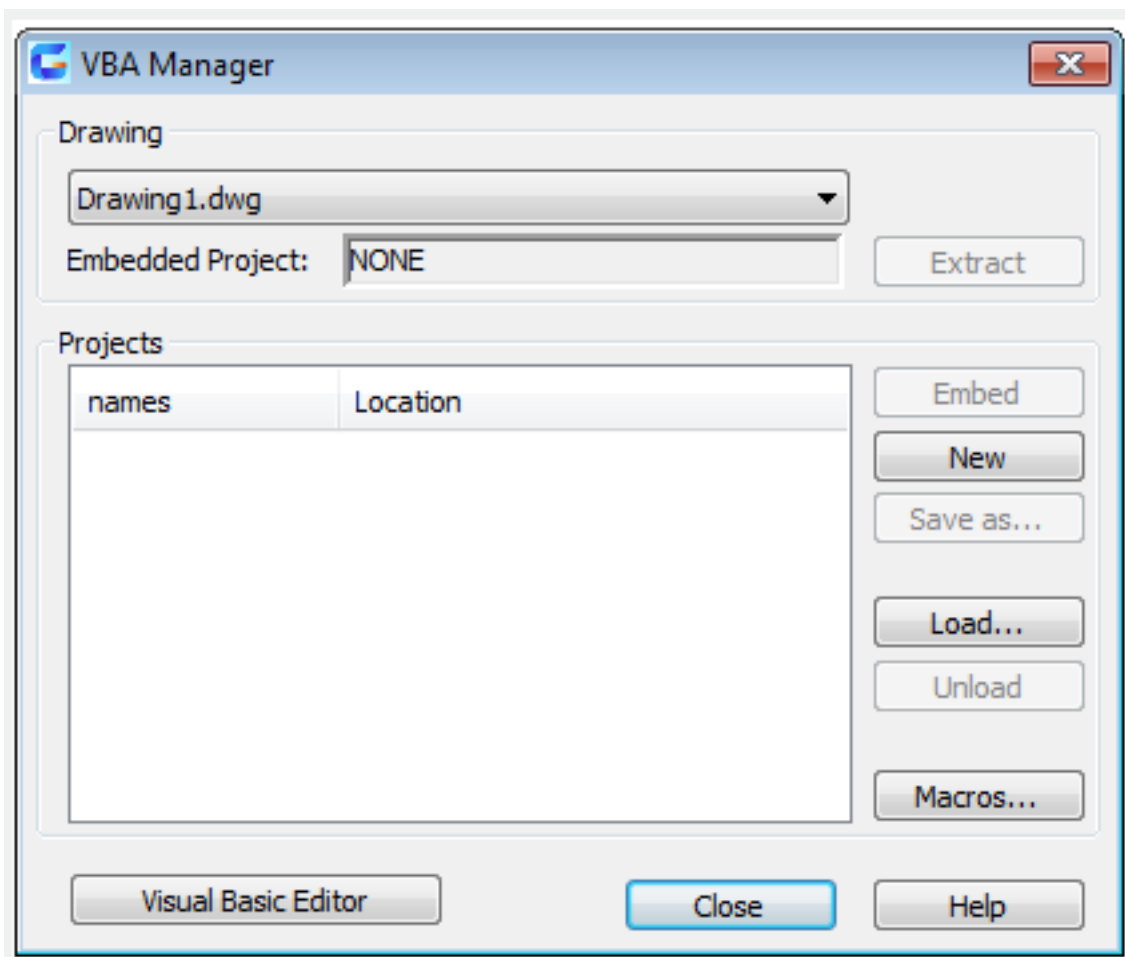 VBA Manager
Drawing
Drawing1.dwg
Embedded Project: NONE Extract
Projects
names Location
Embed
New
Save as...
Load...
Unload
Macros...
Visual Basic Editor Close Help